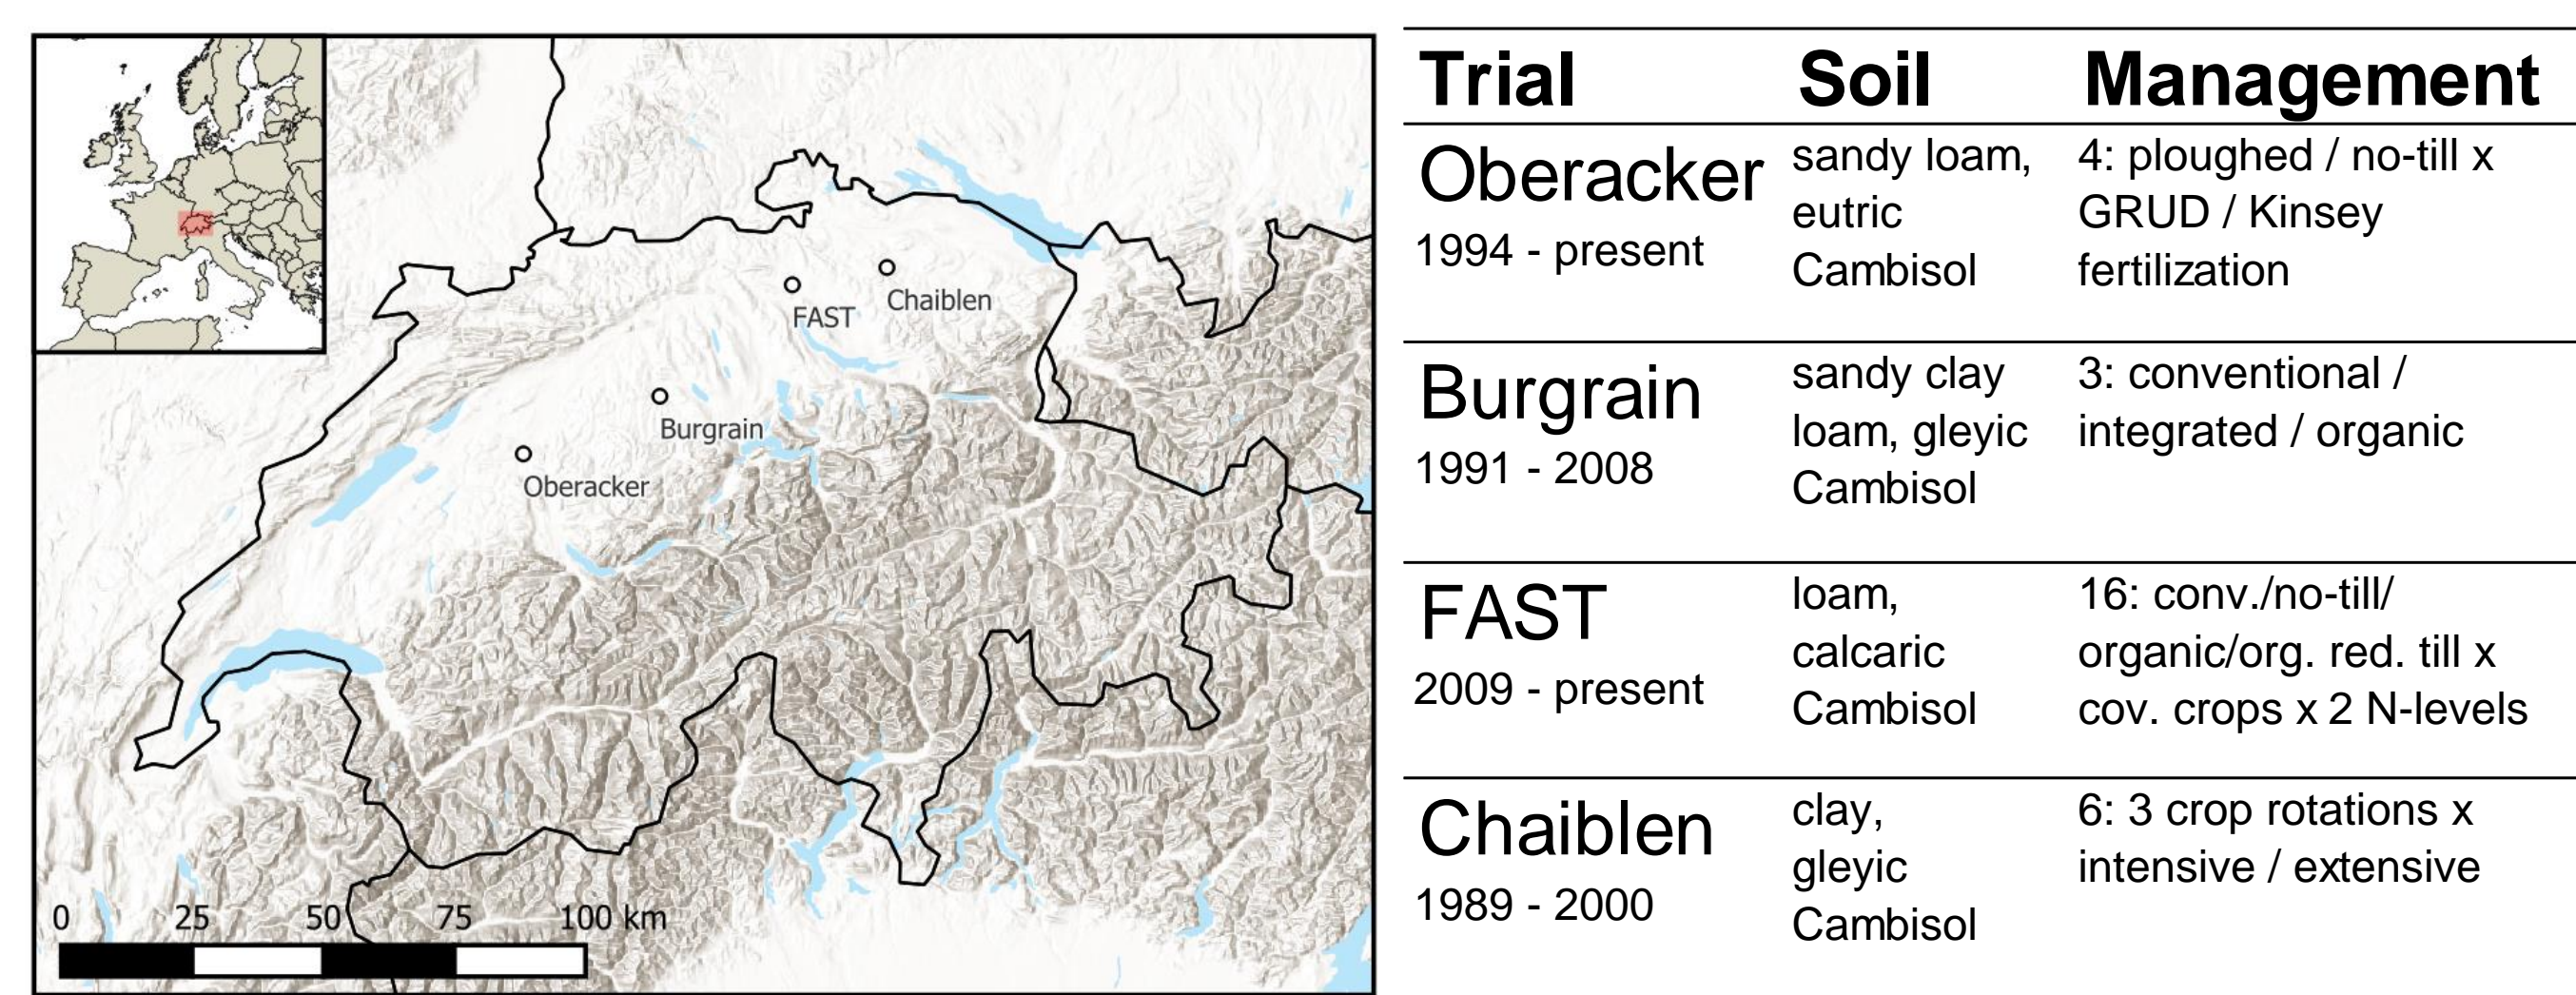 FAST
Chaiblen
Burgrain
Oberacker
0 25 50 75 100 km
Trial Soil Management
Oberacker
1994 - present
sandy loam,
eutric
Cambisol
4: ploughed / no-till x
GRUD / Kinsey
fertilization
Burgrain
1991 - 2008
sandy clay
loam, gleyic
Cambisol
3: conventional /
integrated / organic
FAST
2009 - present
loam,
calcaric
Cambisol
16: conv./no-till/
organic/org. red. till x
cov. crops x 2 N-levels
Chaiblen
1989 - 2000
clay,
gleyic
Cambisol
6: 3 crop rotations x
intensive / extensive